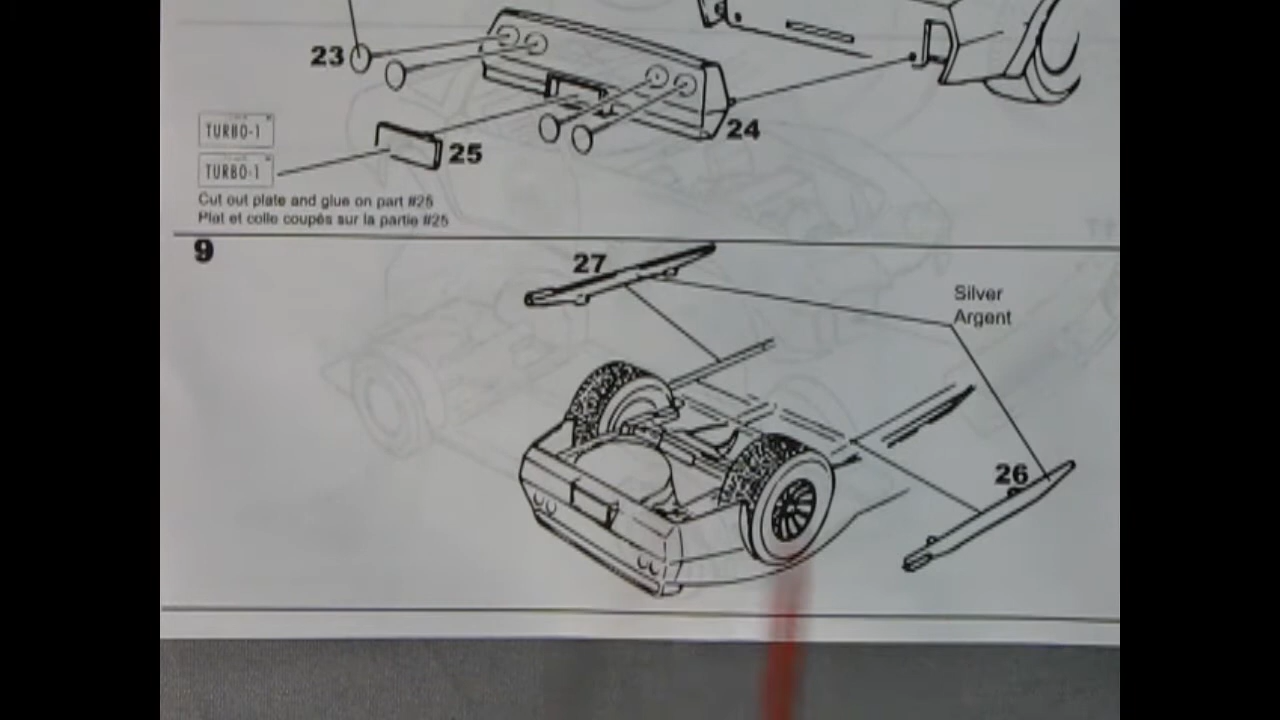 23
24
TURBO-1
25
TURBO-1
Cut out plate and glue on part #25
Plat et colle coupés sur la partie #25
9
27
Silver
Argent
26